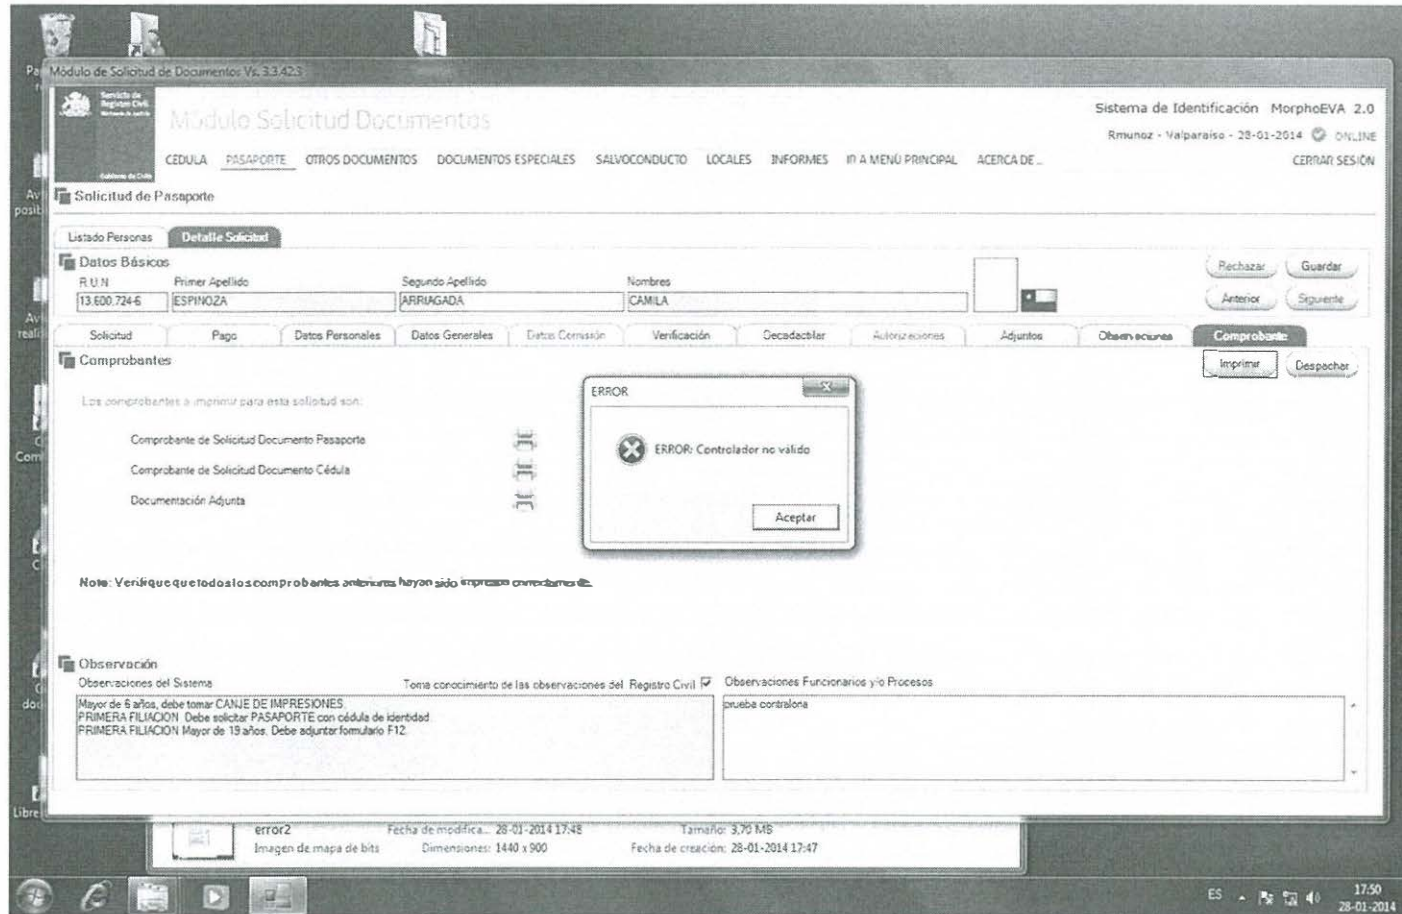 Módulo de Solicitud de Documentos Vs. 3.3.42.3
Servicio de
Registro Civil
Gobierno de Chile
Módulo Solicitud Documentos
Sistema de Identificación MorphoEVA 2.0
Rmunoz - Valparaíso - 28-01-2014 ONLINE
CÉDULA PASAPORTE OTROS DOCUMENTOS DOCUMENTOS ESPECIALES SALVOCONDUCTO LOCALES INFORMES IR A MENÚ PRINCIPAL ACERCA DE ... CERRAR SESIÓN
Solicitud de Pasaporte
Listado Personas Detalle Solicitud
Datos Básicos
Rechazar Guardar
R.U.N Primer Apellido Segundo Apellido Nombres
13.600.724-6 ESPINOZA ARRIAGADA CAMILA
Anterior Siguiente
Solicitud Pago Datos Personales Datos Generales Datos Comisión Verificación Decadactilar Autorizaciones Adjuntos Observaciones Comprobante
Comprobantes
Imprimir Despachar
Los comprobantes a imprimir para esta solicitud son:
Comprobante de Solicitud Documento Pasaporte
Comprobante de Solicitud Documento Cédula
Documentación Adjunta
ERROR
ERROR: Controlador no válido
Aceptar
Nota: Verifique que todos los comprobantes anteriores hayan sido impresos correctamente.
Observación
Observaciones del Sistema Toma conocimiento de las observaciones del Registro Civil Observaciones Funcionarios y/o Procesos
Mayor de 6 años, debe tomar CANJE DE IMPRESIONES.
PRIMERA FILIACION Debe solicitar PASAPORTE con cédula de identidad.
PRIMERA FILIACION Mayor de 19 años. Debe adjuntar formulario F12.
prueba contraloria
error2 Fecha de modifica... 28-01-2014 17:48 Tamaño: 3,70 MB
Imagen de mapa de bits Dimensiones: 1440 x 900 Fecha de creación: 28-01-2014 17:47
ES 17:50
28-01-2014